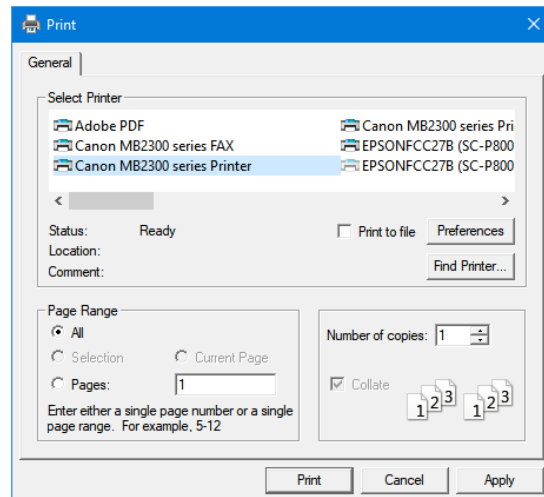 Print
General
Select Printer
Adobe PDF
Canon MB2300 series FAX
Canon MB2300 series Printer
Canon MB2300 series Pri
EPSONFCC27B (SC-P800
EPSONFCC27B (SC-P800
Status: Ready
Location:
Comment:
Print to file
Preferences
Find Printer...
Page Range
All
Selection
Current Page
Pages: 1
Enter either a single page number or a single
page range. For example, 5-12
Number of copies: 1
Collate
1 2 3 1 2 3
Print
Cancel
Apply